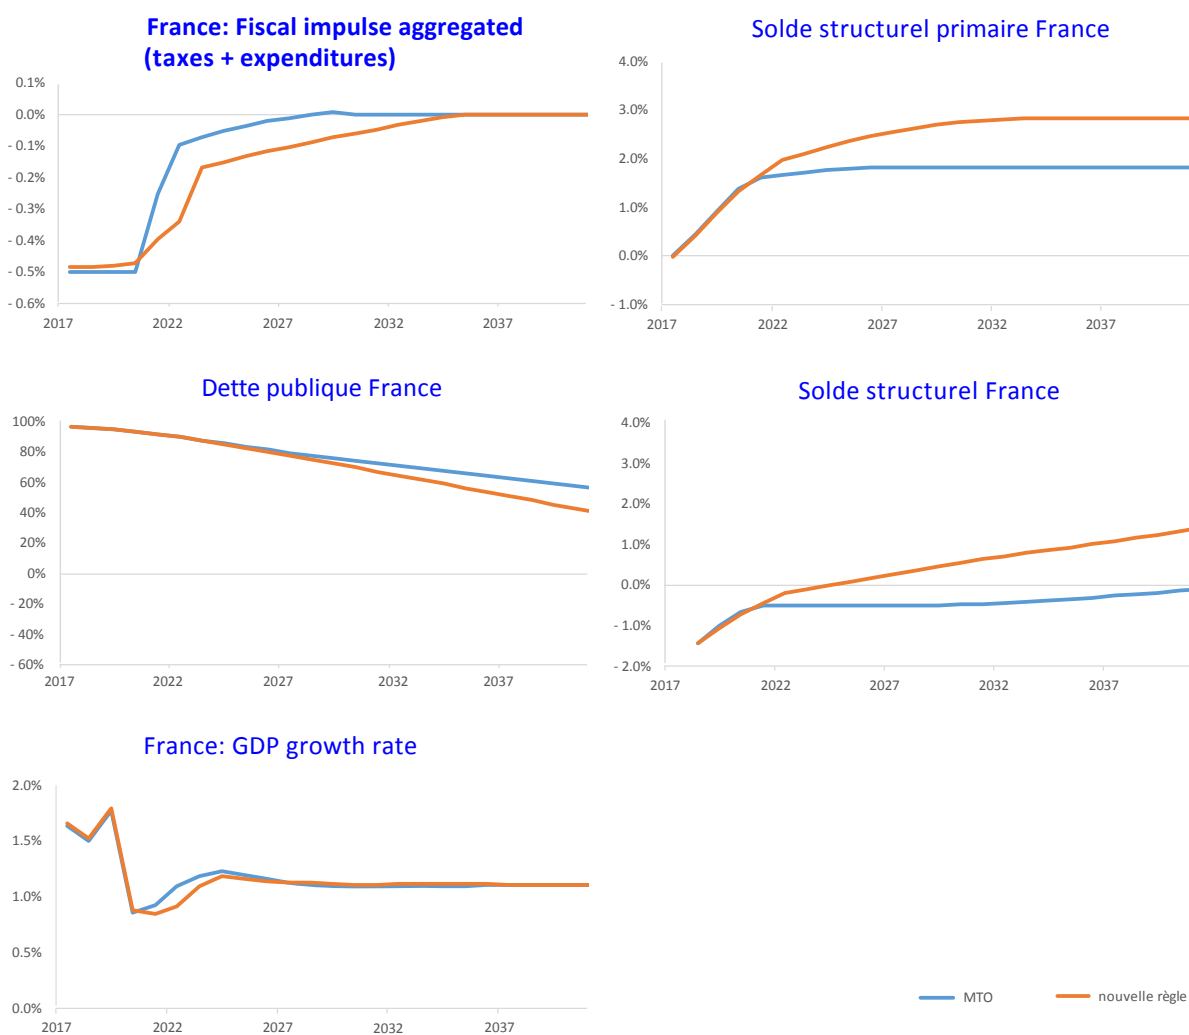 France: Fiscal impulse aggregated
(taxes + expenditures)
0.1%
0.0%
- 0.1%
- 0.2%
- 0.3%
- 0.4%
- 0.5%
- 0.6%
2017 2022 2027 2032 2037
Solde structurel primaire France
4.0%
3.0%
2.0%
1.0%
0.0%
- 1.0%
2017 2022 2027 2032 2037
Dette publique France
100%
80%
60%
40%
20%
0%
- 20%
- 40%
- 60%
2017 2022 2027 2032 2037
Solde structurel France
4.0%
3.0%
2.0%
1.0%
0.0%
- 1.0%
- 2.0%
2017 2022 2027 2032 2037
France: GDP growth rate
2.0%
1.5%
1.0%
0.5%
0.0%
2017 2022 2027 2032 2037
MTO nouvelle règle